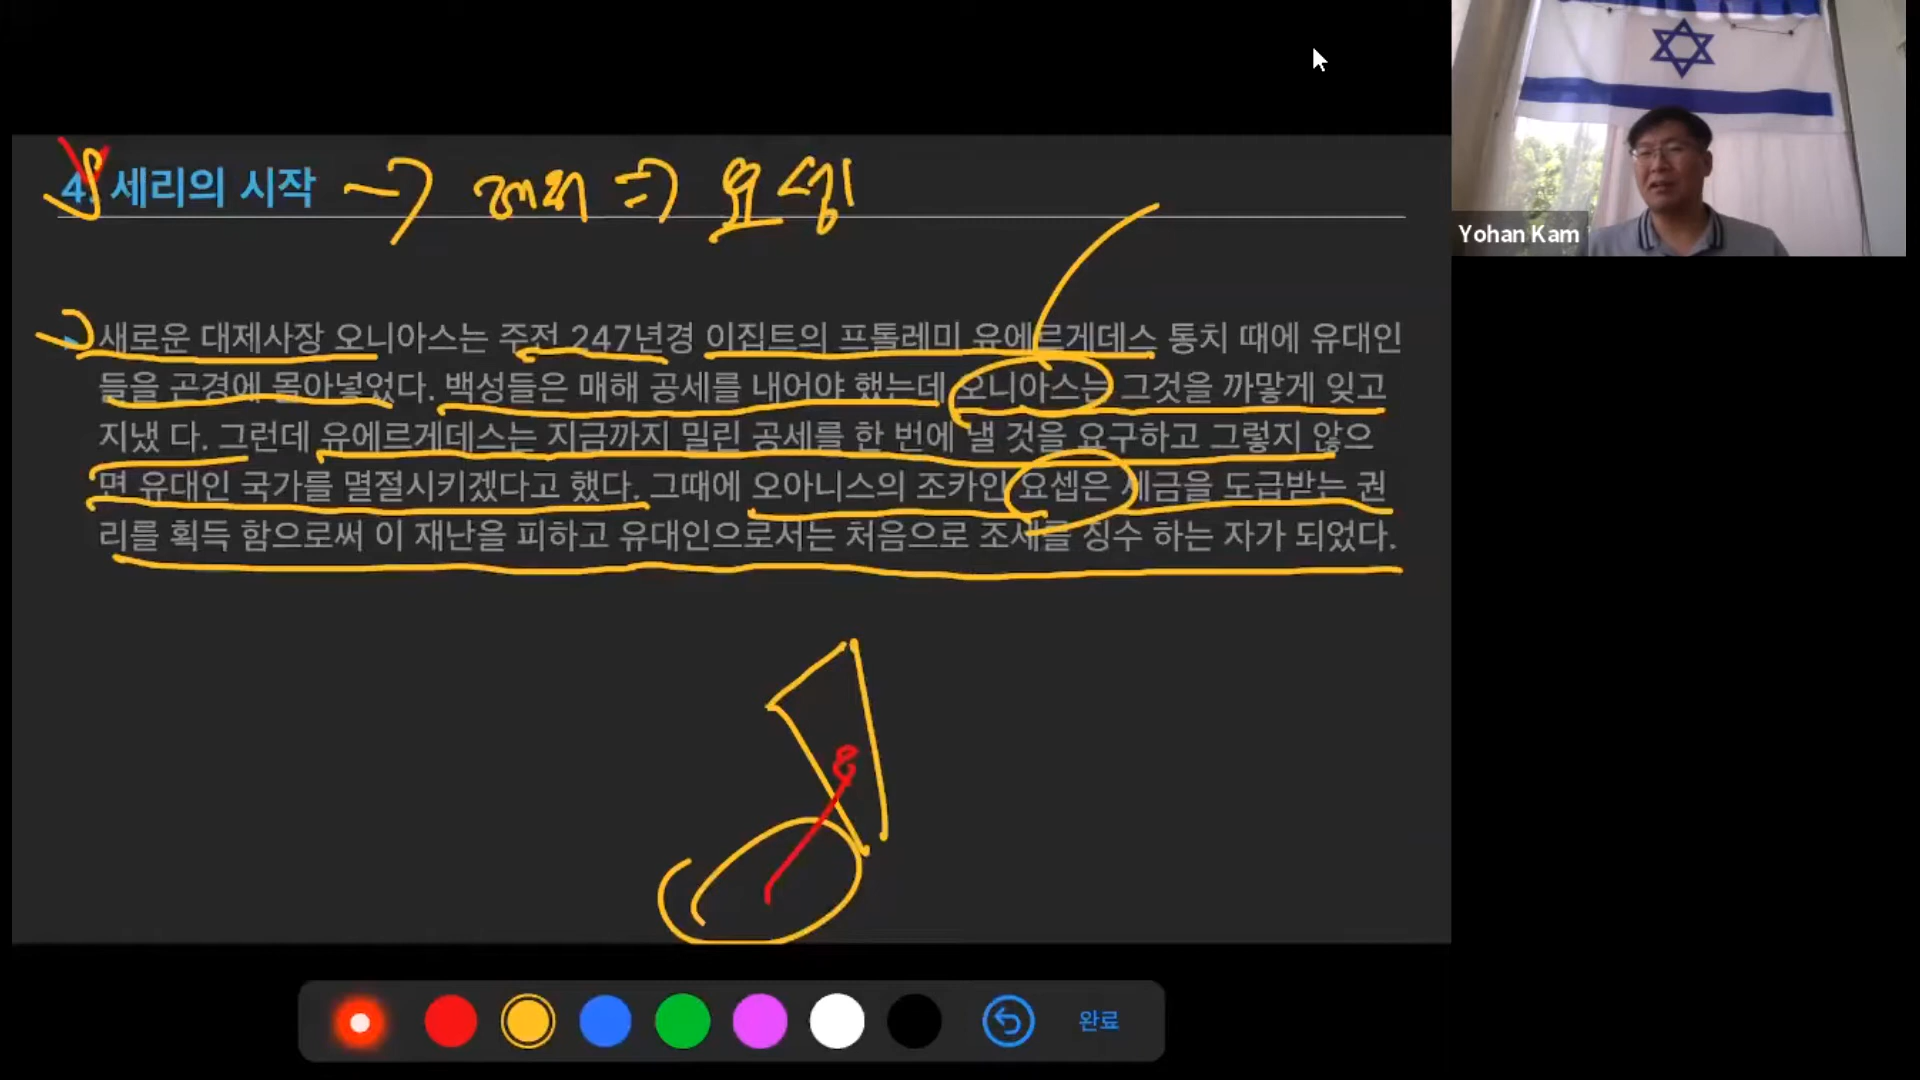 4. 세리의 시작
새로운 대제사장 오니아스는 주전 247년경 이집트의 프톨레미 유에르게데스 통치 때에 유대인
들을 곤경에 몰아넣었다. 백성들은 매해 공세를 내어야 했는데 오니아스는 그것을 까맣게 잊고
지냈 다. 그런데 유에르게데스는 지금까지 밀린 공세를 한 번에 낼 것을 요구하고 그렇지 않으
면 유대인 국가를 멸절시키겠다고 했다. 그때에 오아니스의 조카인 요셉은 세금을 도급받는 권
리를 획득 함으로써 이 재난을 피하고 유대인으로서는 처음으로 조세를 징수 하는 자가 되었다.
Yohan Kam
완료